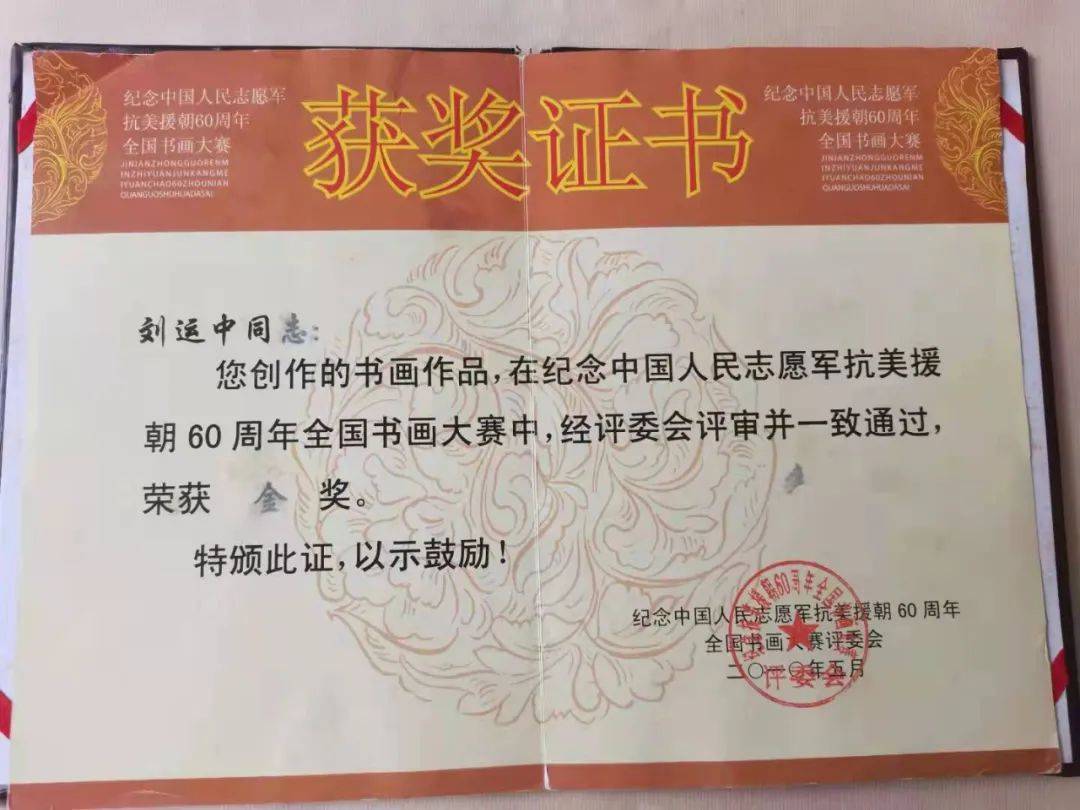 纪念中国人民志愿军
抗美援朝60周年
全国书画大赛
JINIANZHONGGUORENM
INZHIYUANJUNKANGME
IYUANCHAO60ZHOUNIAN
QUANGUOSHUHUADASAI
获奖证书
纪念中国人民志愿军
抗美援朝60周年
全国书画大赛
JINIANZHONGGUORENM
INZHIYUANJUNKANGME
IYUANCHAO60ZHOUNIAN
QUANGUOSHUHUADASAI
刘运中同志:
您创作的书画作品,在纪念中国人民志愿军抗美援
朝60周年全国书画大赛中,经评委会评审并一致通过,
荣获 金 奖。
特颁此证,以示鼓励!
纪念中国人民志愿军抗美援朝60周年
全国书画大赛评委会
二〇一〇年五月
评委会